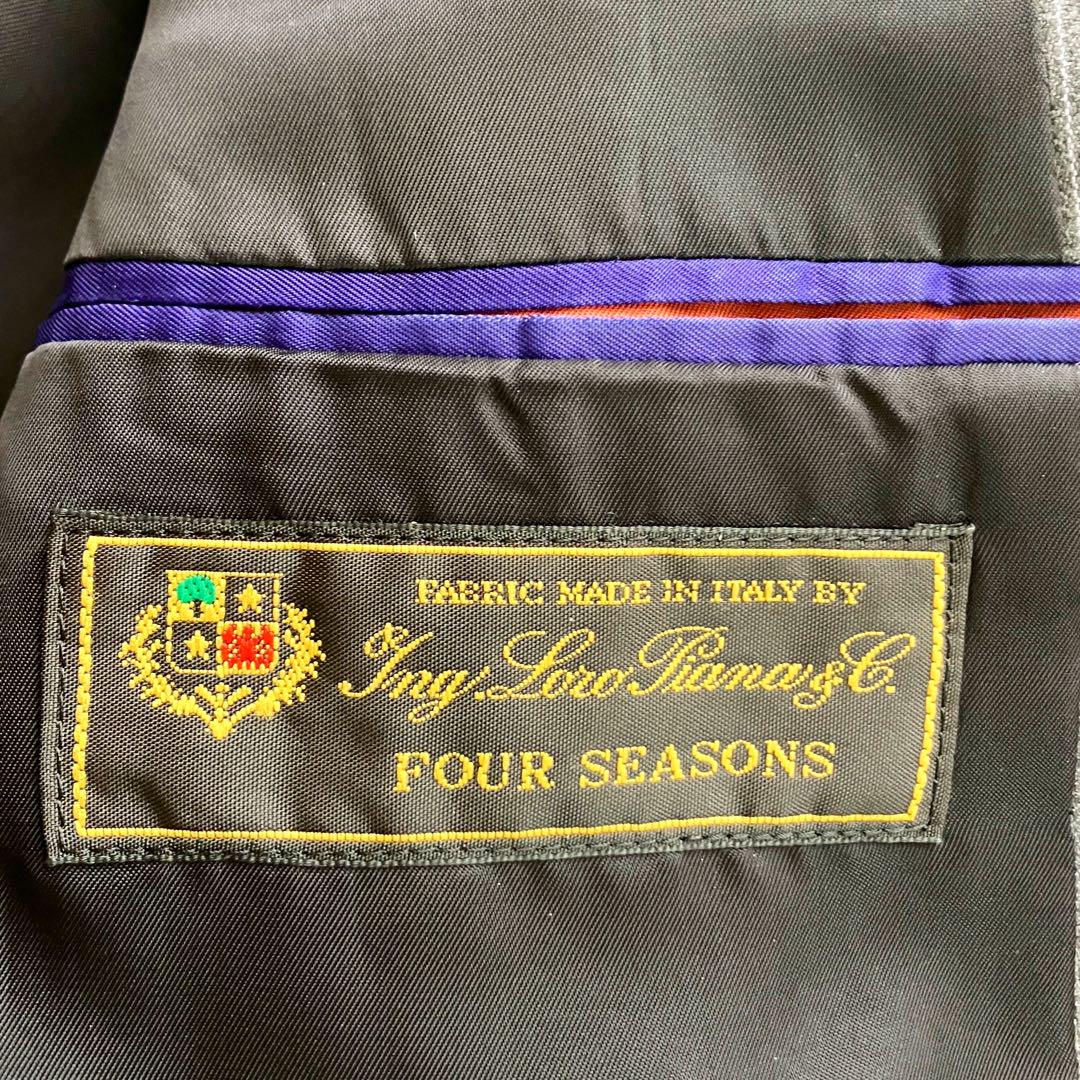 FABRIC MADE IN ITALY BY
Ing. Loro Piana & C.
FOUR SEASONS